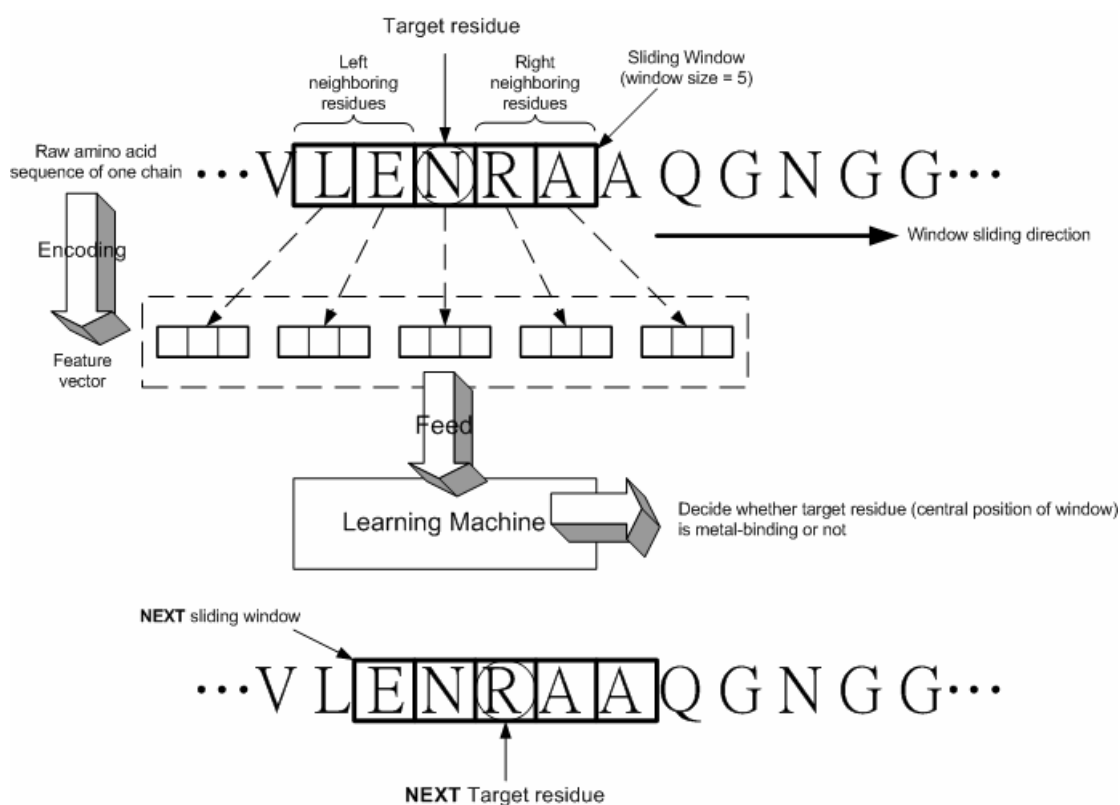 Target residue
Left
neighboring
residues
Right
neighboring
residues
Sliding Window
(window size = 5)
Raw amino acid
sequence of one chain
···VLENRAAQGNGG···
Encoding
Window sliding direction
Feature
vector
Feed
Learning Machine
Decide whether target residue (central position of window)
is metal-binding or not
NEXT sliding window
···VLENRAAQGNGG···
NEXT Target residue